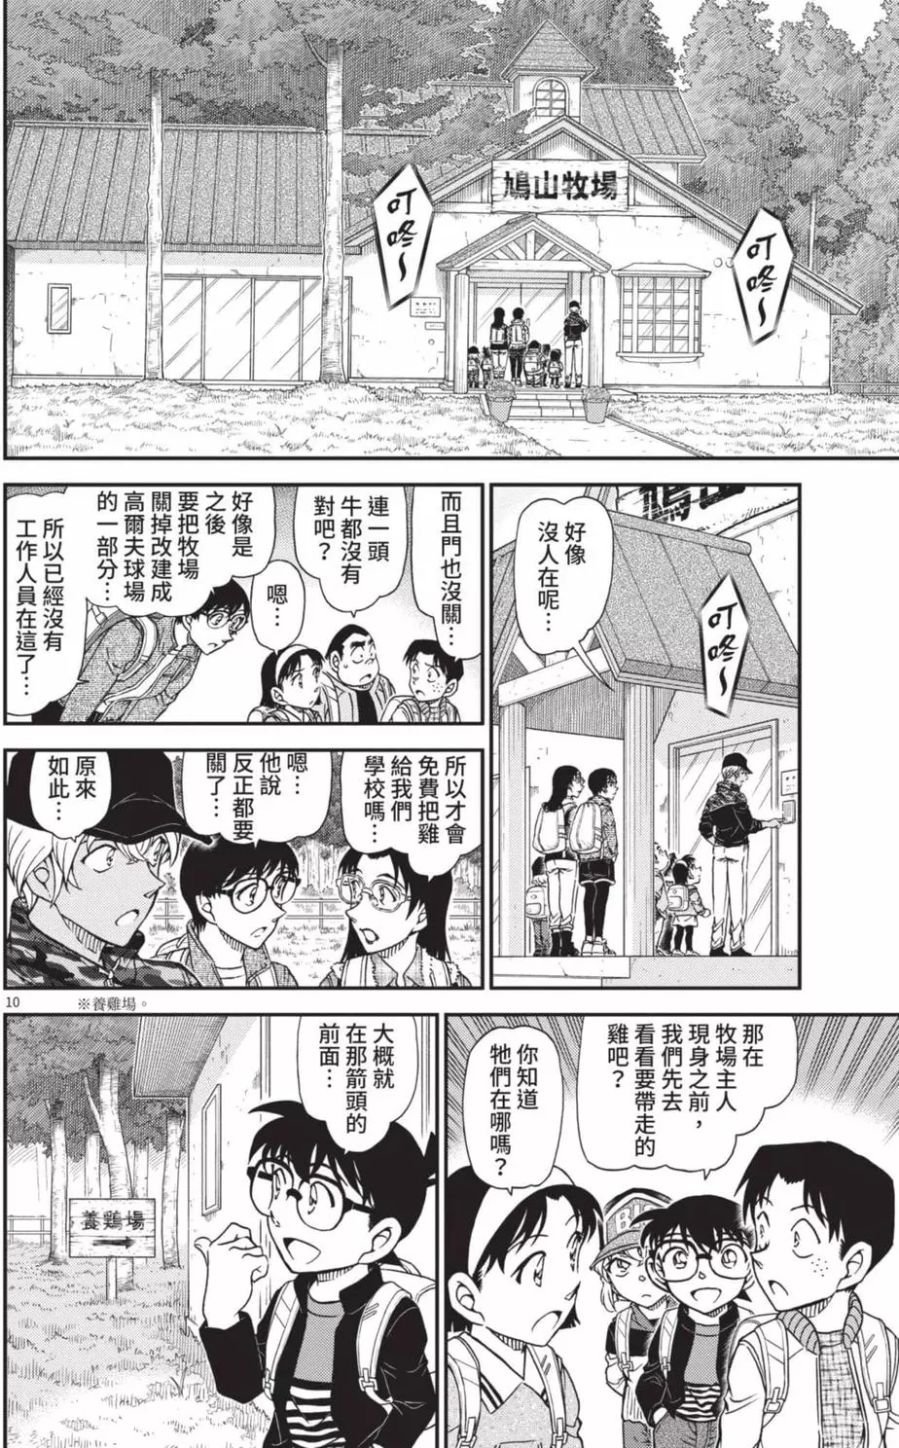 鳩山牧場
叮咚～
叮咚～
好像
沒人在呢…
叮咚～
而且門也沒關…
連一頭
牛都沒有
對吧？
嗯…
好像是
之後
要把牧場
關掉改建成
高爾夫球場
的一部分…
所以已經沒有
工作人員在這了…
所以才會
免費把雞
給我們
學校嗎…
嗯…
他說
反正都要
關了…
原來
如此…
10
※養雞場。
那在
牧場主人
現身之前，
我們先去
看看要帶走的
雞吧？
你知道
牠們在哪嗎？
大概就
在那箭頭的
前面…
養鶏場